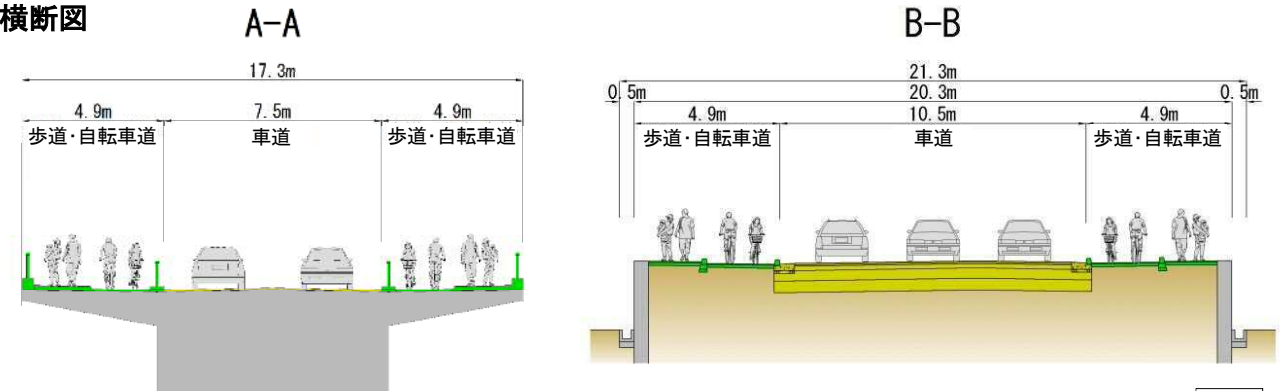 横断図
A-A
17.3m
4.9m 7.5m 4.9m
歩道・自転車道 車道 歩道・自転車道
B-B
21.3m
0.5m 20.3m 0.5m
4.9m 10.5m 4.9m
歩道・自転車道 車道 歩道・自転車道